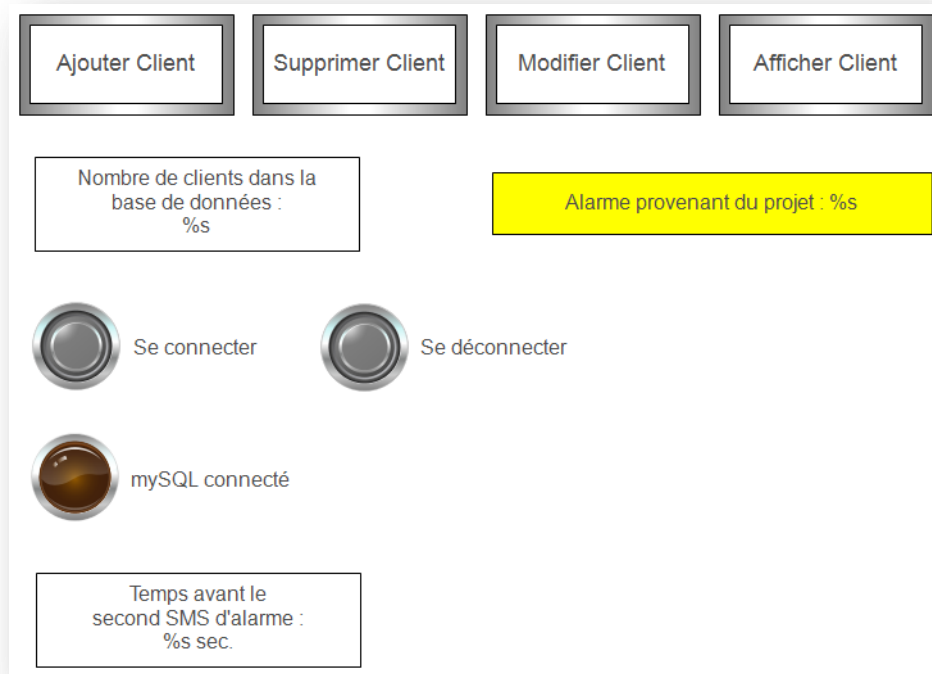 Ajouter Client
Supprimer Client
Modifier Client
Afficher Client
Nombre de clients dans la
base de données :
%s
Alarme provenant du projet : %s
Se connecter
Se déconnecter
mySQL connecté
Temps avant le
second SMS d'alarme :
%s sec.